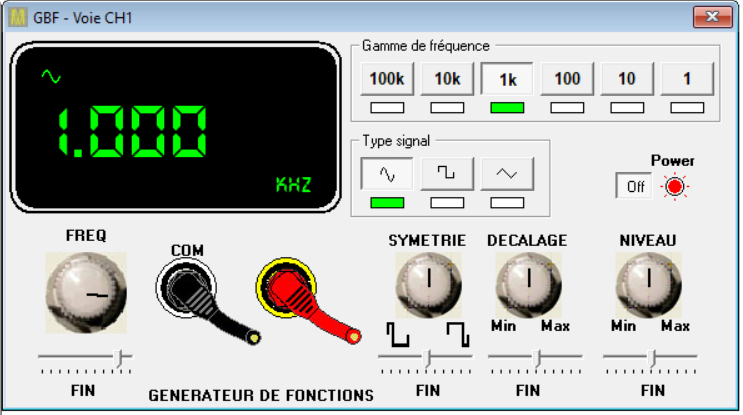 GBF - Voie CH1
Gamme de fréquence
100k 10k 1k 100 10 1
1.000
KHZ
Type signal
Power
Off
FREQ
COM
SYMETRIE DECALAGE NIVEAU
Min Max Min Max
FIN FIN FIN FIN
GENERATEUR DE FONCTIONS